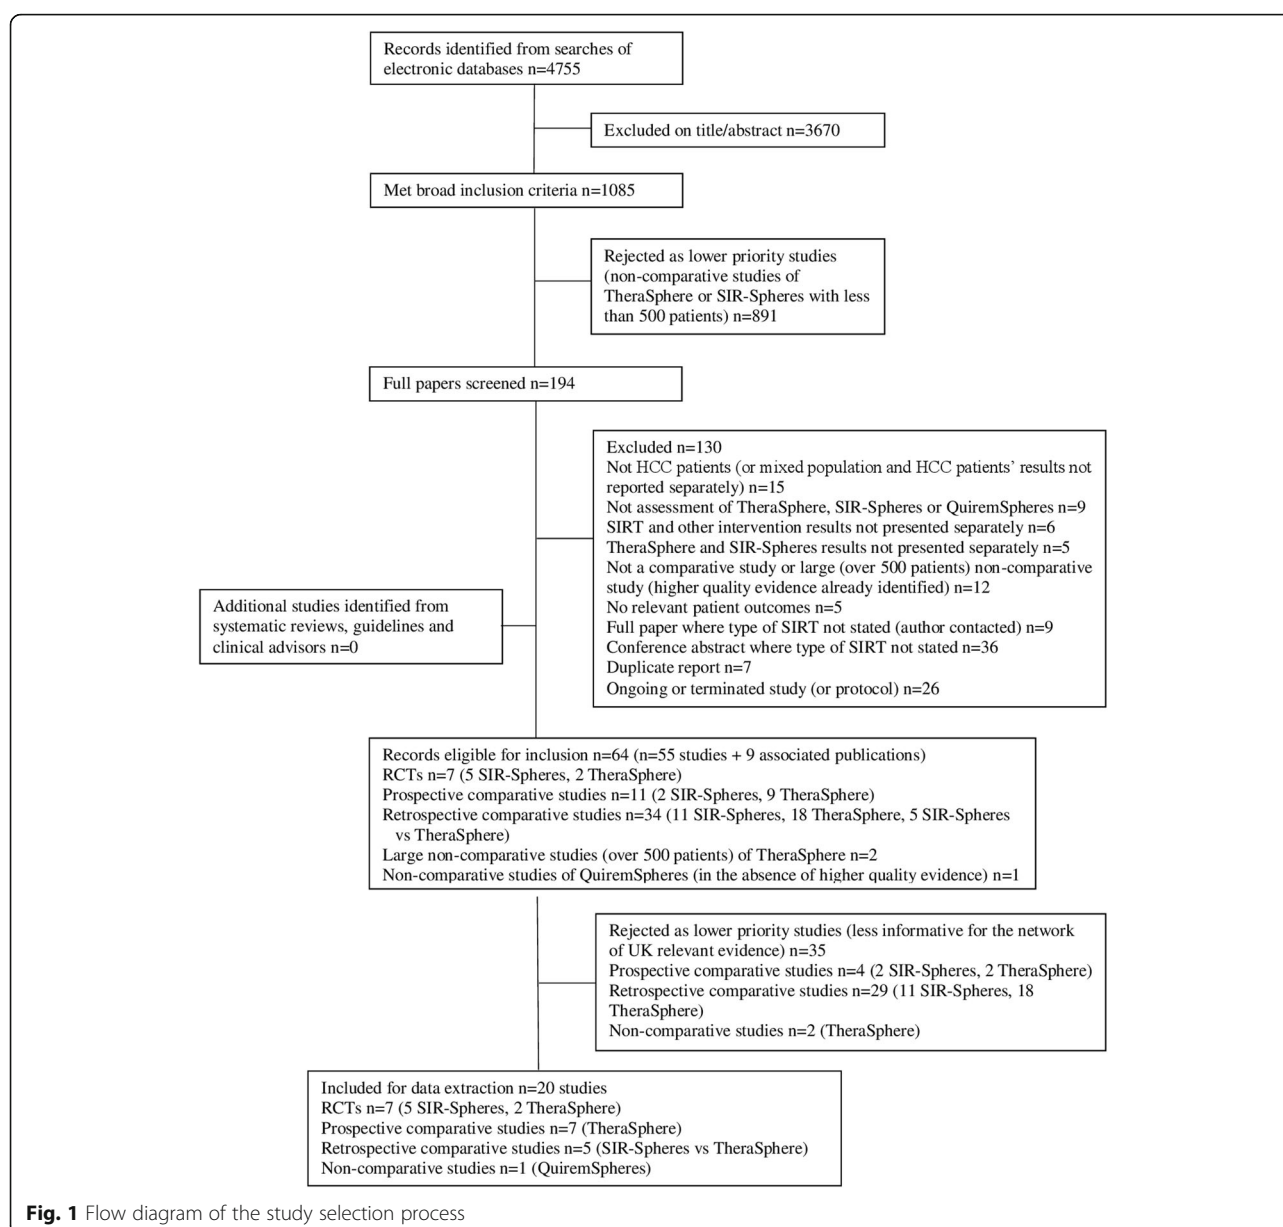 Records identified from searches of
electronic databases n=4755
Excluded on title/abstract n=3670
Met broad inclusion criteria n=1085
Rejected as lower priority studies
(non-comparative studies of
TheraSphere or SIR-Spheres with less
than 500 patients) n=891
Full papers screened n=194
Excluded n=130
Not HCC patients (or mixed population and HCC patients' results not
reported separately) n=15
Not assessment of TheraSphere, SIR-Spheres or QuiremSpheres n=9
SIRT and other intervention results not presented separately n=6
TheraSphere and SIR-Spheres results not presented separately n=5
Not a comparative study or large (over 500 patients) non-comparative
study (higher quality evidence already identified) n=12
No relevant patient outcomes n=5
Full paper where type of SIRT not stated (author contacted) n=9
Conference abstract where type of SIRT not stated n=36
Duplicate report n=7
Ongoing or terminated study (or protocol) n=26
Additional studies identified from
systematic reviews, guidelines and
clinical advisors n=0
Records eligible for inclusion n=64 (n=55 studies + 9 associated publications)
RCTs n=7 (5 SIR-Spheres, 2 TheraSphere)
Prospective comparative studies n=11 (2 SIR-Spheres, 9 TheraSphere)
Retrospective comparative studies n=34 (11 SIR-Spheres, 18 TheraSphere, 5 SIR-Spheres
vs TheraSphere)
Large non-comparative studies (over 500 patients) of TheraSphere n=2
Non-comparative studies of QuiremSpheres (in the absence of higher quality evidence) n=1
Rejected as lower priority studies (less informative for the network
of UK relevant evidence) n=35
Prospective comparative studies n=4 (2 SIR-Spheres, 2 TheraSphere)
Retrospective comparative studies n=29 (11 SIR-Spheres, 18
TheraSphere)
Non-comparative studies n=2 (TheraSphere)
Included for data extraction n=20 studies
RCTs n=7 (5 SIR-Spheres, 2 TheraSphere)
Prospective comparative studies n=7 (TheraSphere)
Retrospective comparative studies n=5 (SIR-Spheres vs TheraSphere)
Non-comparative studies n=1 (QuiremSpheres)
Fig. 1 Flow diagram of the study selection process